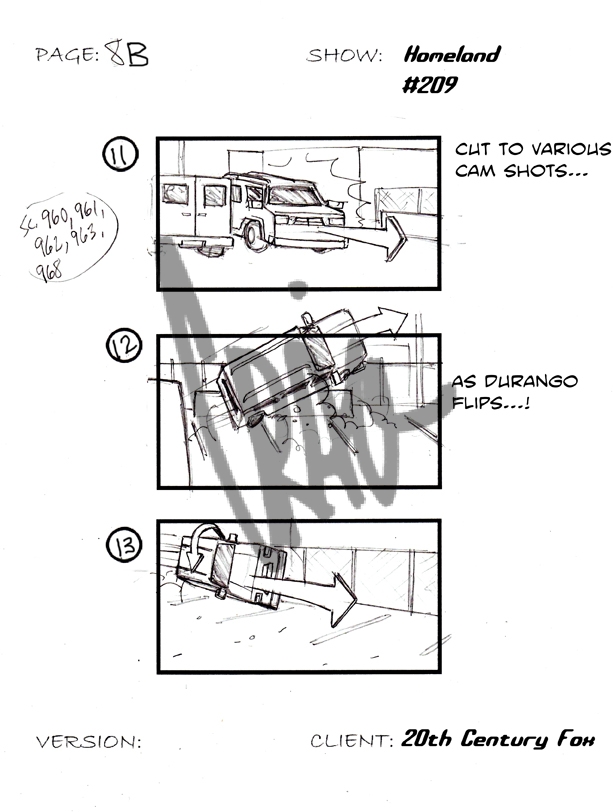 PAGE: 8B
SHOW: Homeland
#209
11
CUT TO VARIOUS
CAM SHOTS...
SC. 960, 961,
962, 963,
968
12
AS DURANGO
FLIPS...!
13
VERSION:
CLIENT: 20th Century Fox